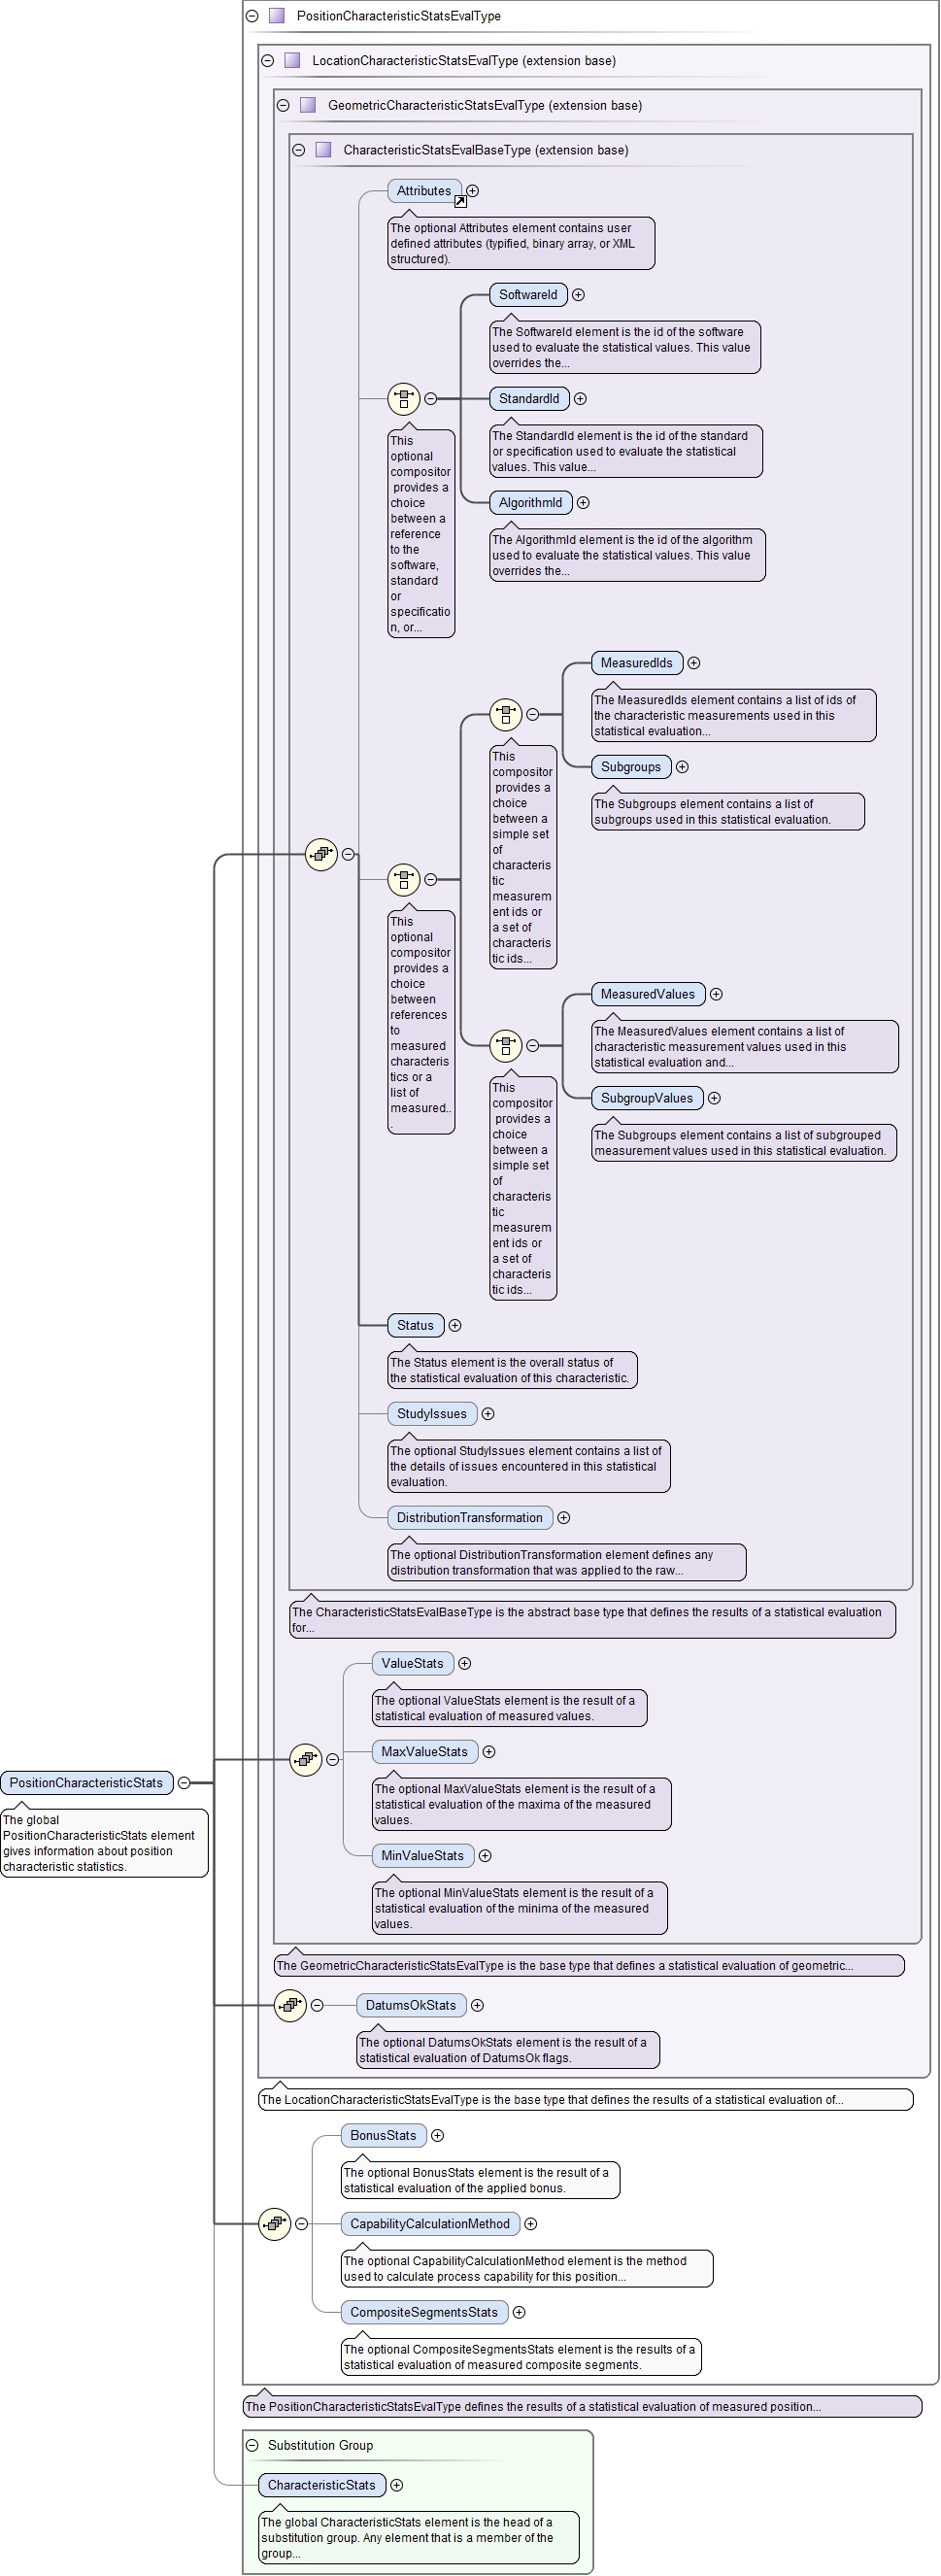 PositionCharacteristicStatsEvalType
LocationCharacteristicStatsEvalType (extension base)
GeometricCharacteristicStatsEvalType (extension base)
CharacteristicStatsEvalBaseType (extension base)
Attributes
The optional Attributes element contains user
defined attributes (typified, binary array, or XML
structured).
SoftwareId
The SoftwareId element is the id of the software
used to evaluate the statistical values. This value
overrides the...
StandardId
The StandardId element is the id of the standard
or specification used to evaluate the statistical
values. This value...
AlgorithmId
The AlgorithmId element is the id of the algorithm
used to evaluate the statistical values. This value
overrides the...
This
optional
compositor
provides a
choice
between a
reference
to the
software,
standard
or
specificatio
n, or...
MeasuredIds
The MeasuredIds element contains a list of ids of
the characteristic measurements used in this
statistical evaluation...
Subgroups
The Subgroups element contains a list of
subgroups used in this statistical evaluation.
This
compositor
provides a
choice
between a
simple set
of
characteris
tic
measurem
ent ids or
a set of
characteris
tic ids...
This
optional
compositor
provides a
choice
between
references
to
measured
characteris
tics or a
list of
measured..
.
MeasuredValues
The MeasuredValues element contains a list of
characteristic measurement values used in this
statistical evaluation and...
SubgroupValues
The Subgroups element contains a list of subgrouped
measurement values used in this statistical evaluation.
This
compositor
provides a
choice
between a
simple set
of
characteris
tic
measurem
ent ids or
a set of
characteris
tic ids...
Status
The Status element is the overall status of
the statistical evaluation of this characteristic.
StudyIssues
The optional StudyIssues element contains a list of
the details of issues encountered in this statistical
evaluation.
DistributionTransformation
The optional DistributionTransformation element defines any
distribution transformation that was applied to the raw...
The CharacteristicStatsEvalBaseType is the abstract base type that defines the results of a statistical evaluation
for...
ValueStats
The optional ValueStats element is the result of a
statistical evaluation of measured values.
MaxValueStats
The optional MaxValueStats element is the result of a
statistical evaluation of the maxima of the measured
values.
MinValueStats
The optional MinValueStats element is the result of a
statistical evaluation of the minima of the measured
values.
PositionCharacteristicStats
The global
PositionCharacteristicStats element
gives information about position
characteristic statistics.
The GeometricCharacteristicStatsEvalType is the base type that defines a statistical evaluation of geometric...
DatumsOkStats
The optional DatumsOkStats element is the result of a
statistical evaluation of DatumsOk flags.
The LocationCharacteristicStatsEvalType is the base type that defines the results of a statistical evaluation of...
BonusStats
The optional BonusStats element is the result of a
statistical evaluation of the applied bonus.
CapabilityCalculationMethod
The optional CapabilityCalculationMethod element is the method
used to calculate process capability for this position...
CompositeSegmentsStats
The optional CompositeSegmentsStats element is the results of a
statistical evaluation of measured composite segments.
The PositionCharacteristicStatsEvalType defines the results of a statistical evaluation of measured position...
Substitution Group
CharacteristicStats
The global CharacteristicStats element is the head of a
substitution group. Any element that is a member of the
group...